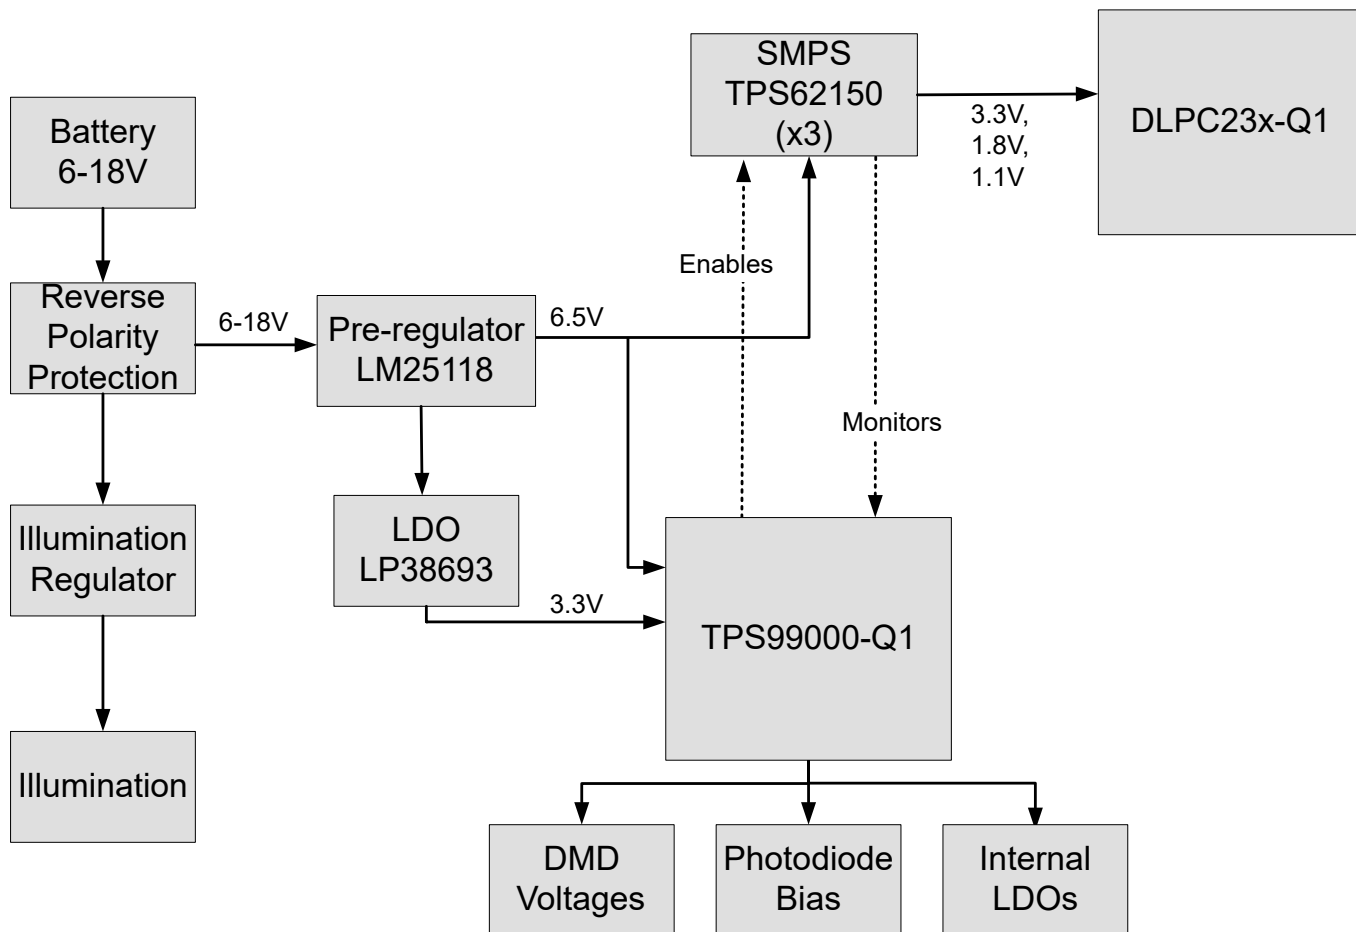 SMPS
TPS62150
(x3)
DLPC23x-Q1
3.3V,
1.8V,
1.1V
Battery
6-18V
Enables
Reverse
Polarity
Protection
6-18V
Pre-regulator
LM25118
6.5V
Monitors
Illumination
Regulator
LDO
LP38693
3.3V
TPS99000-Q1
Illumination
DMD
Voltages
Photodiode
Bias
Internal
LDOs